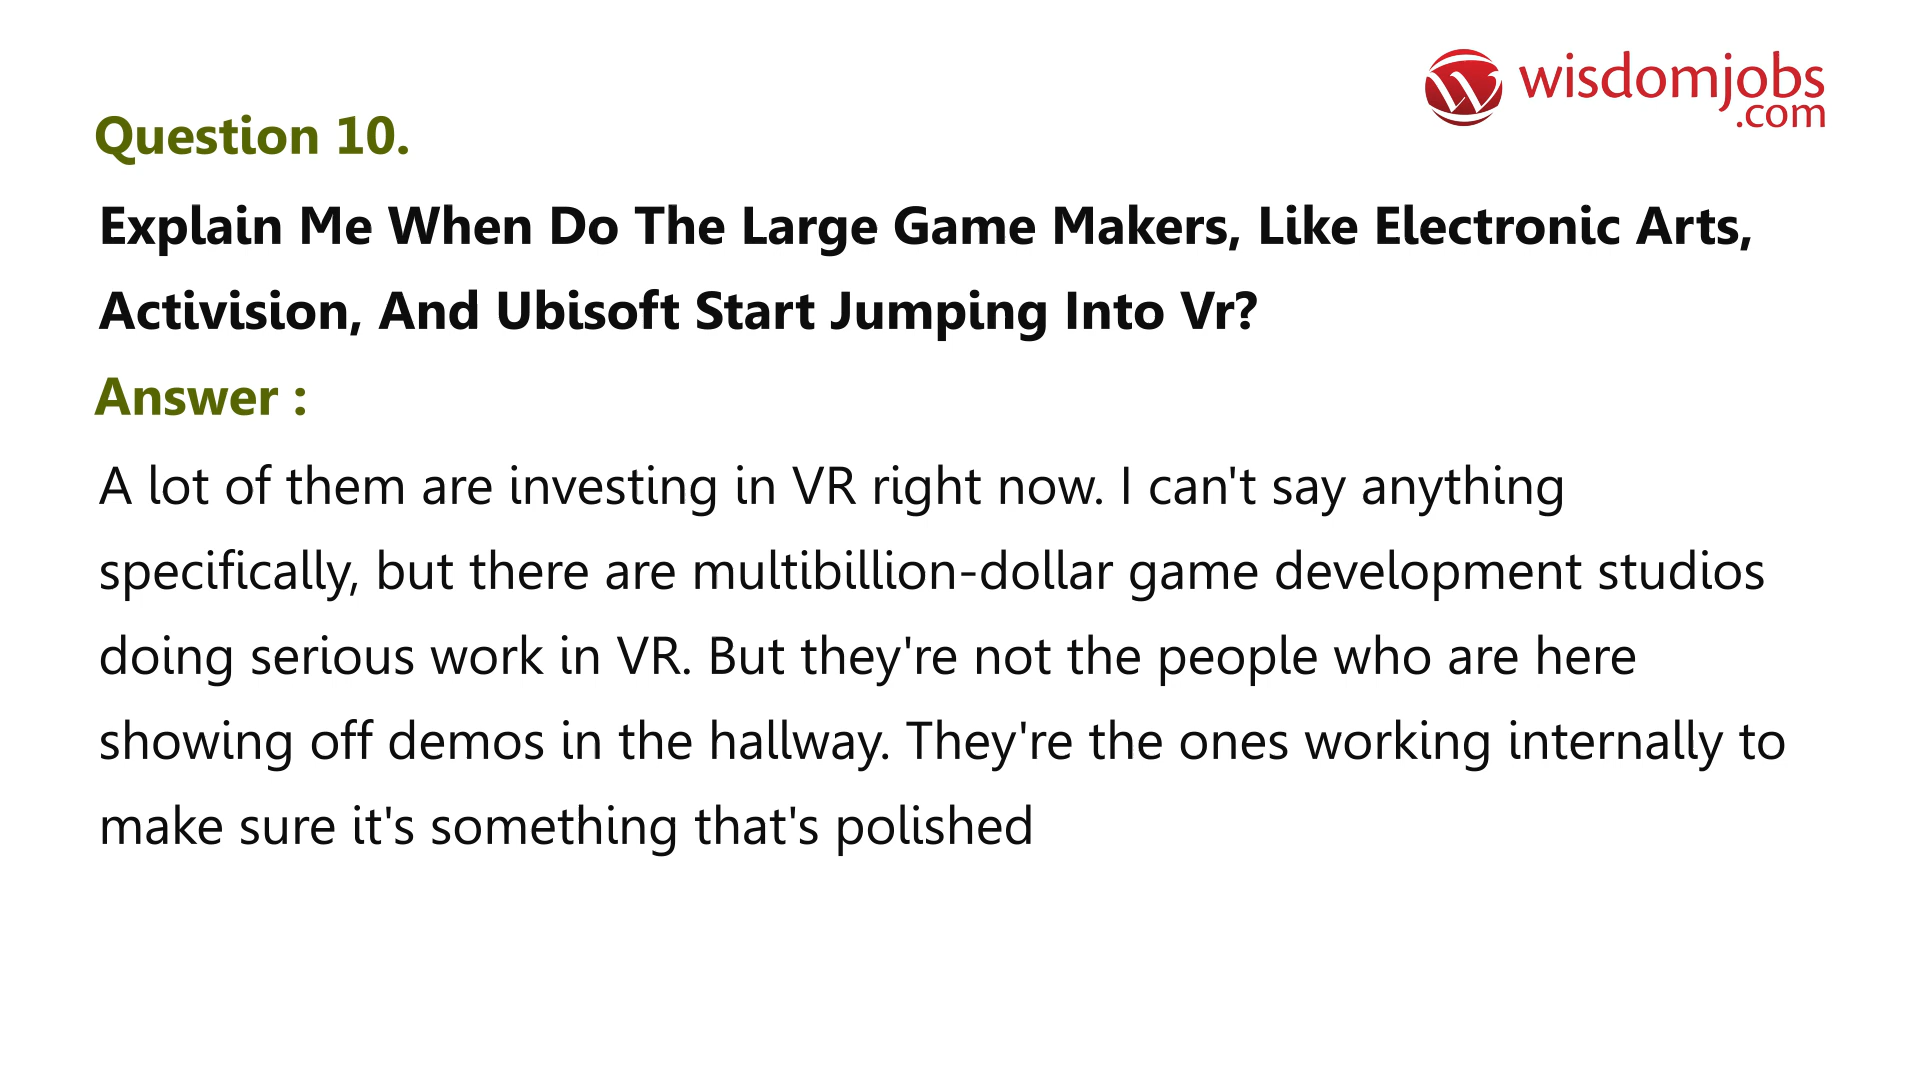 wisdomjobs
.com
Question 10.
Explain Me When Do The Large Game Makers, Like Electronic Arts,
Activision, And Ubisoft Start Jumping Into Vr?
Answer :
A lot of them are investing in VR right now. I can't say anything
specifically, but there are multibillion-dollar game development studios
doing serious work in VR. But they're not the people who are here
showing off demos in the hallway. They're the ones working internally to
make sure it's something that's polished